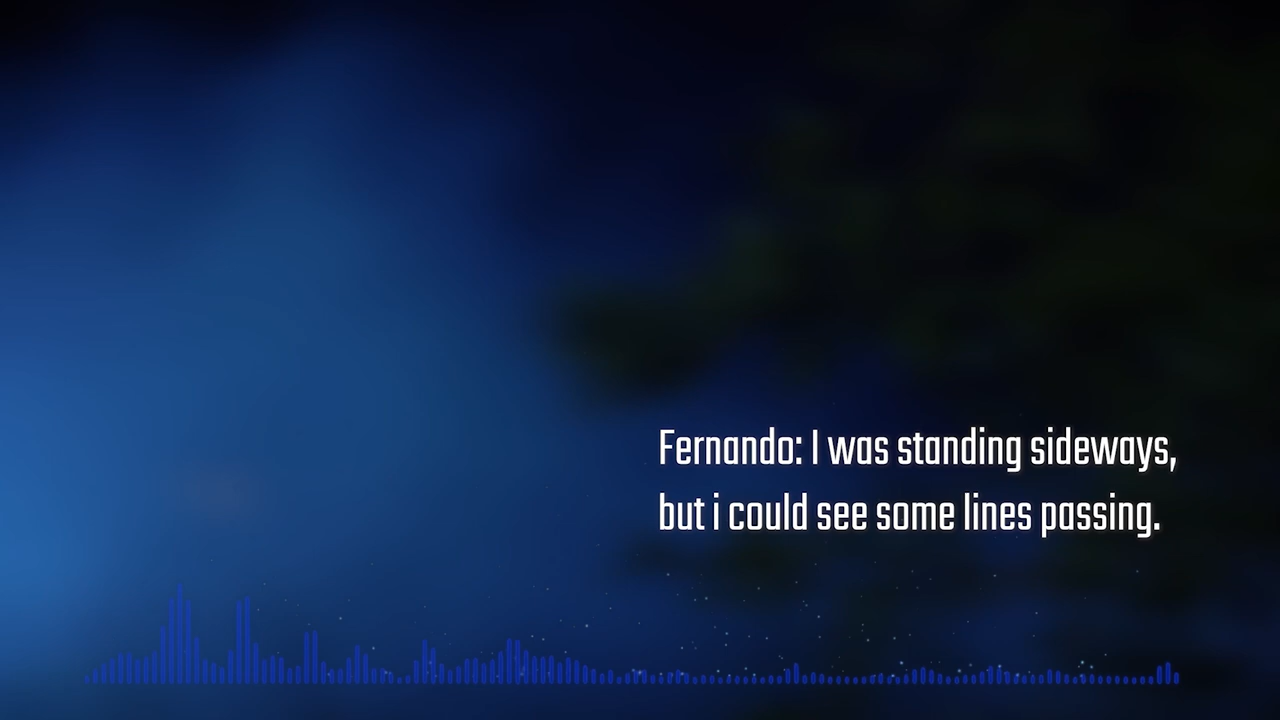 Fernando: I was standing sideways,
but i could see some lines passing.